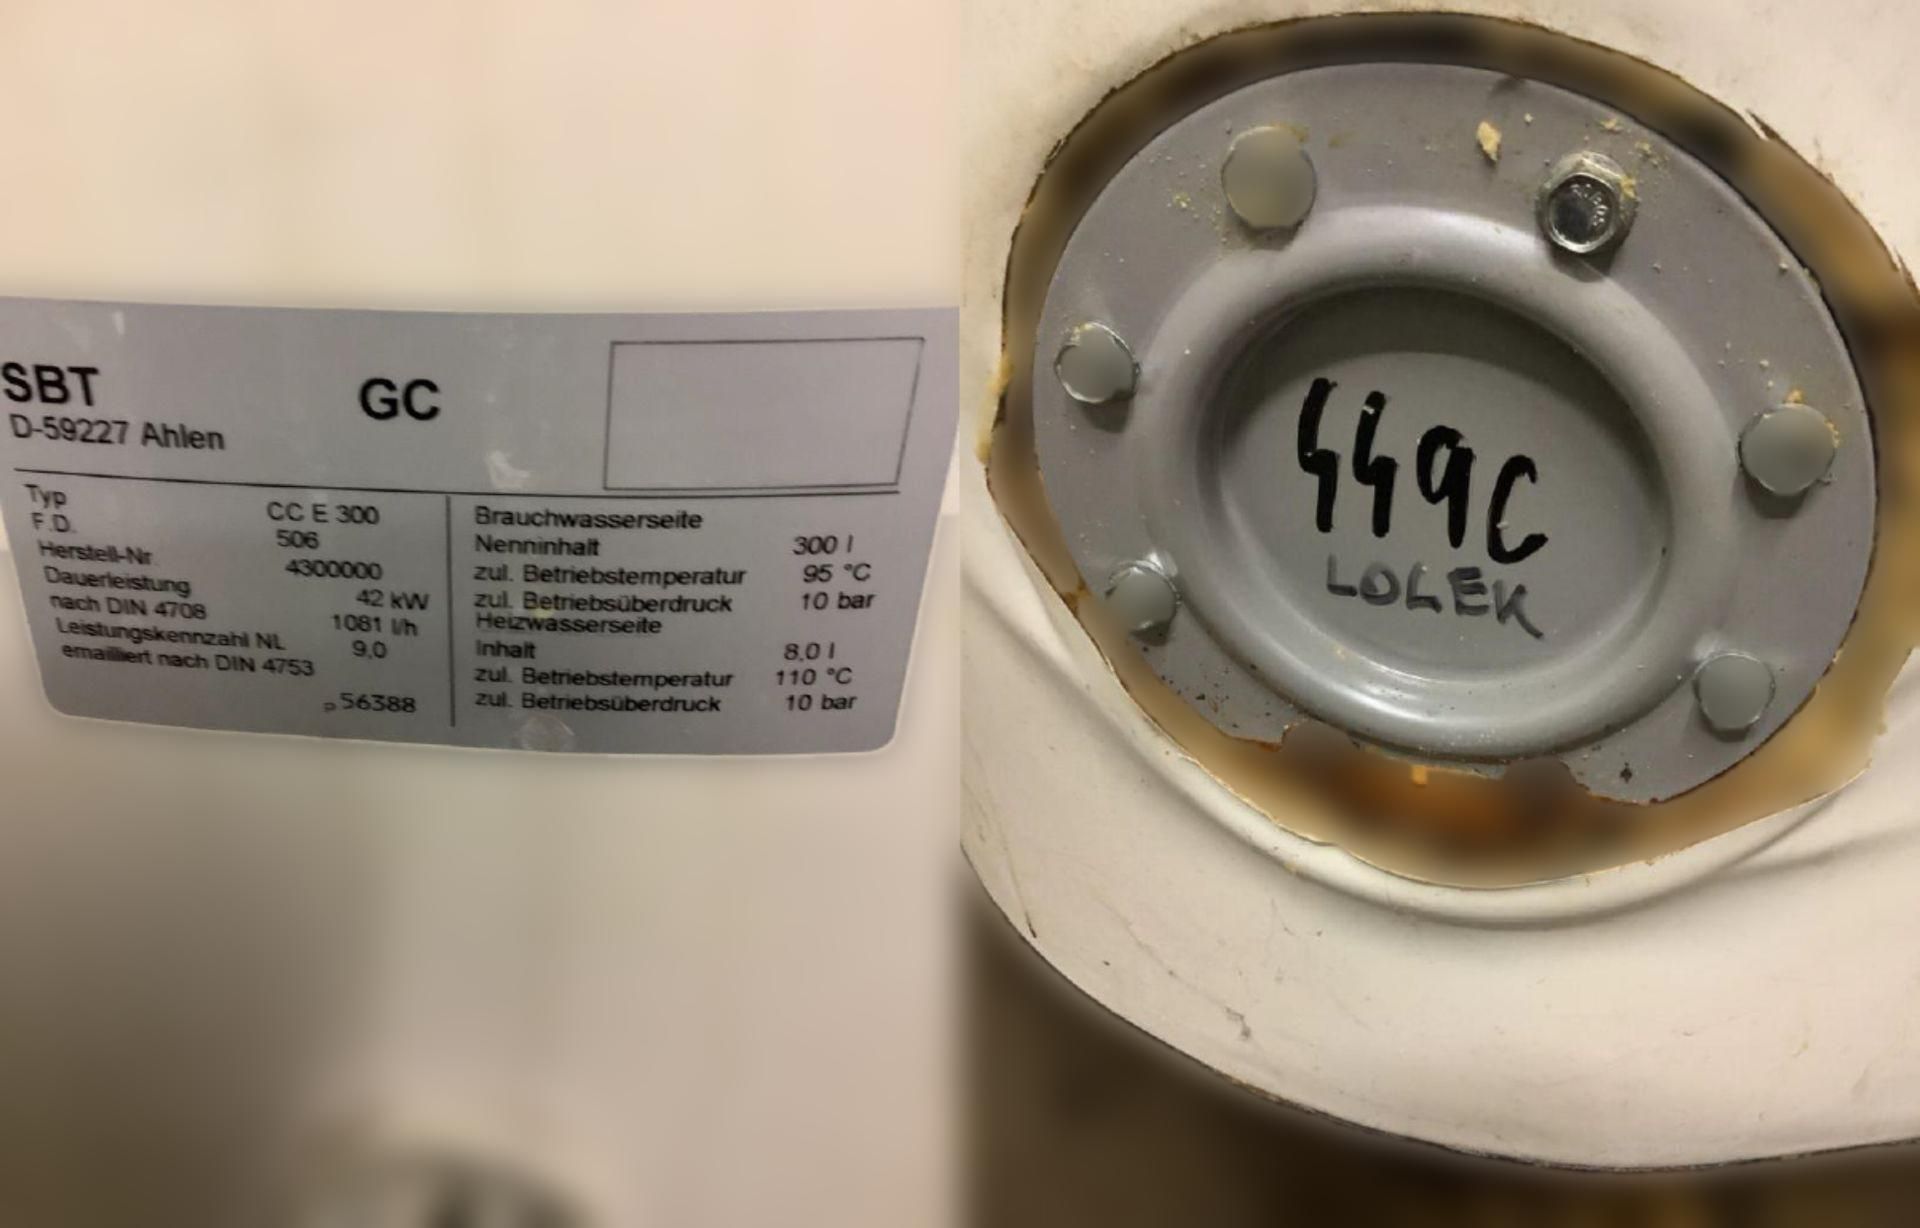 SBT GC
D-59227 Ahlen
Typ CC E 300
F.D. 506
Herstell-Nr. 4300000
Dauerleistung 42 kW
nach DIN 4708 1081 l/h
Leistungskennzahl NL 9,0
emailliert nach DIN 4753
p 56388
Brauchwasserseite
Nenninhalt 300 l
zul. Betriebstemperatur 95 °C
zul. Betriebsüberdruck 10 bar
Heizwasserseite
Inhalt 8,0 l
zul. Betriebstemperatur 110 °C
zul. Betriebsüberdruck 10 bar
449C
LOLEK